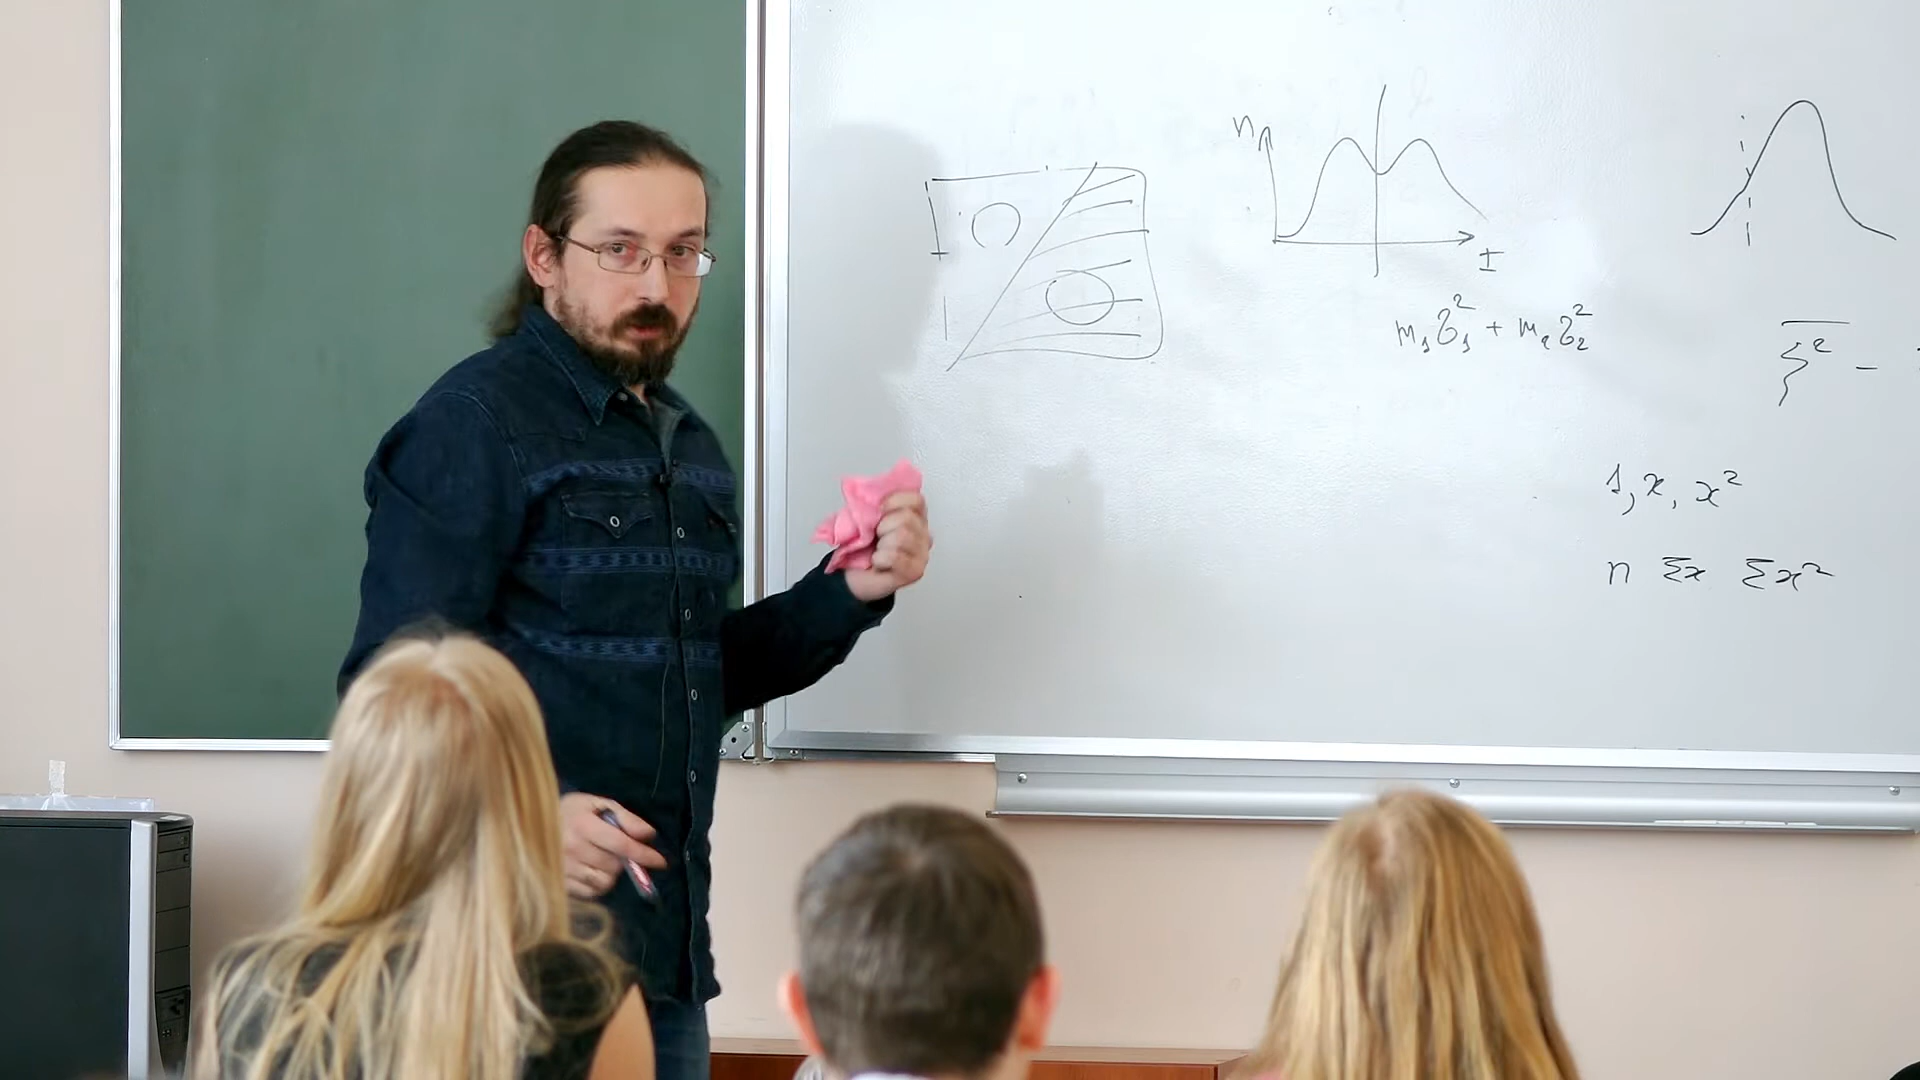 n
I
m₁σ₁² + m₂σ₂²
ξ² −
1, x, x²
n Σx Σx²